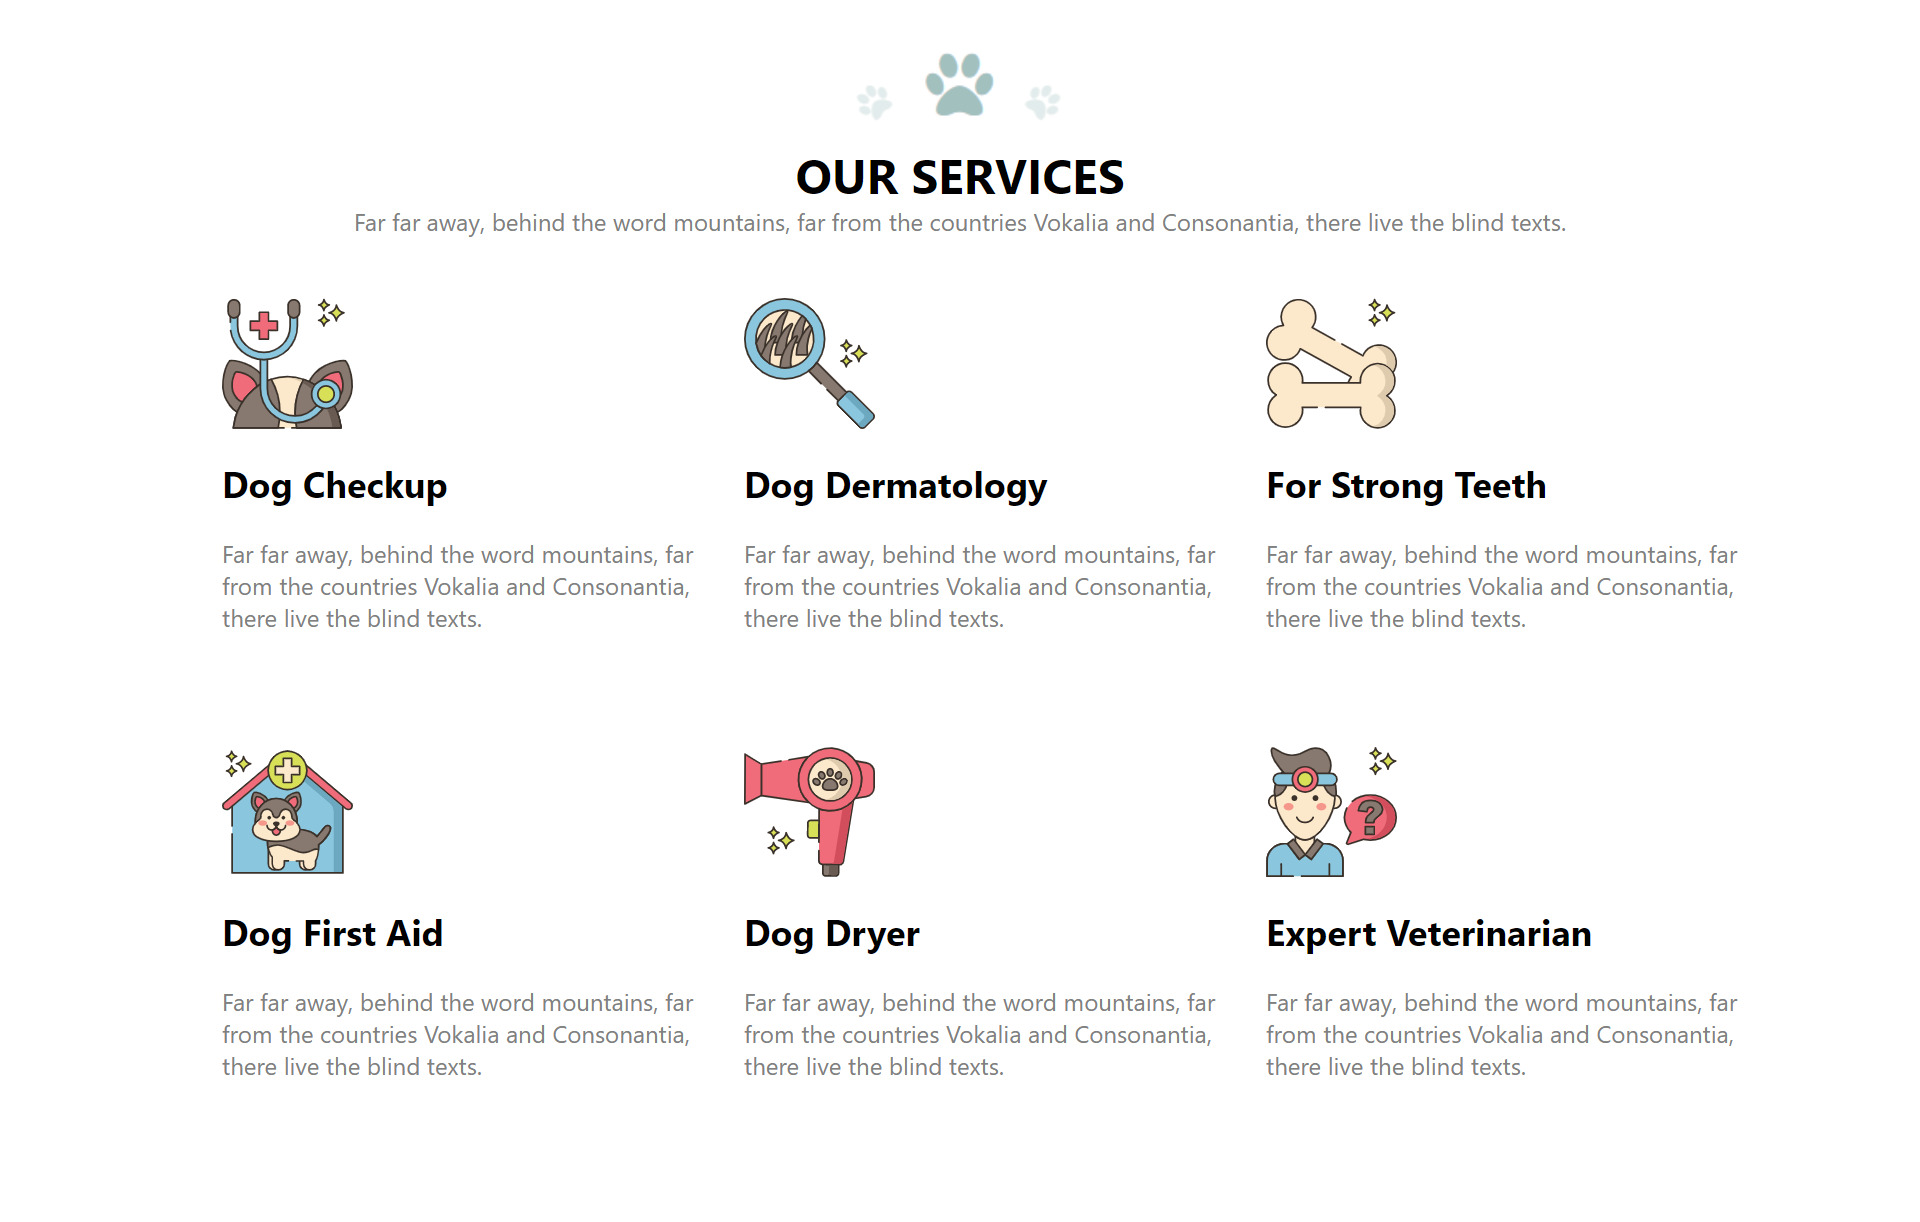 OUR SERVICES
Far far away, behind the word mountains, far from the countries Vokalia and Consonantia, there live the blind texts.
Dog Checkup
Far far away, behind the word mountains, far
from the countries Vokalia and Consonantia,
there live the blind texts.
Dog Dermatology
Far far away, behind the word mountains, far
from the countries Vokalia and Consonantia,
there live the blind texts.
For Strong Teeth
Far far away, behind the word mountains, far
from the countries Vokalia and Consonantia,
there live the blind texts.
?
Dog First Aid
Far far away, behind the word mountains, far
from the countries Vokalia and Consonantia,
there live the blind texts.
Dog Dryer
Far far away, behind the word mountains, far
from the countries Vokalia and Consonantia,
there live the blind texts.
Expert Veterinarian
Far far away, behind the word mountains, far
from the countries Vokalia and Consonantia,
there live the blind texts.